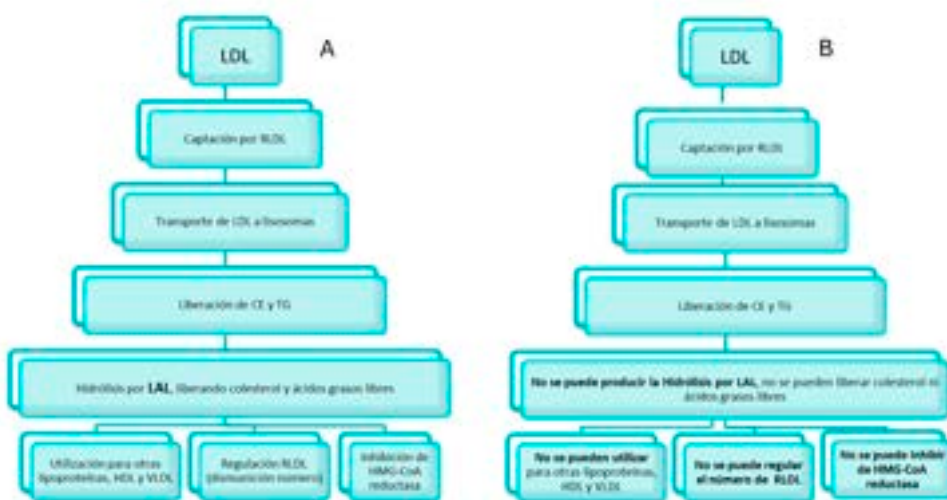 LDL
A
Captación por RLDL
Transporte de LDL a lisosomas
Liberación de CE y TG
Hidrólisis por LAL, liberando colesterol y ácidos grasos libres
Utilización para otras
lipoproteínas, HDL y VLDL
Regulación RLDL
(disminución número)
Inhibición de
HMG-CoA
reductasa
LDL
B
Captación por RLDL
Transporte de LDL a lisosomas
Liberación de CE y TG
No se puede producir la Hidrólisis por LAL, no se pueden liberar colesterol ni
ácidos grasos libres
No se pueden utilizar
para otras lipoproteínas,
HDL y VLDL
No se puede regular
el número de RLDL
No se puede inhibir
de HMG-CoA
reductasa